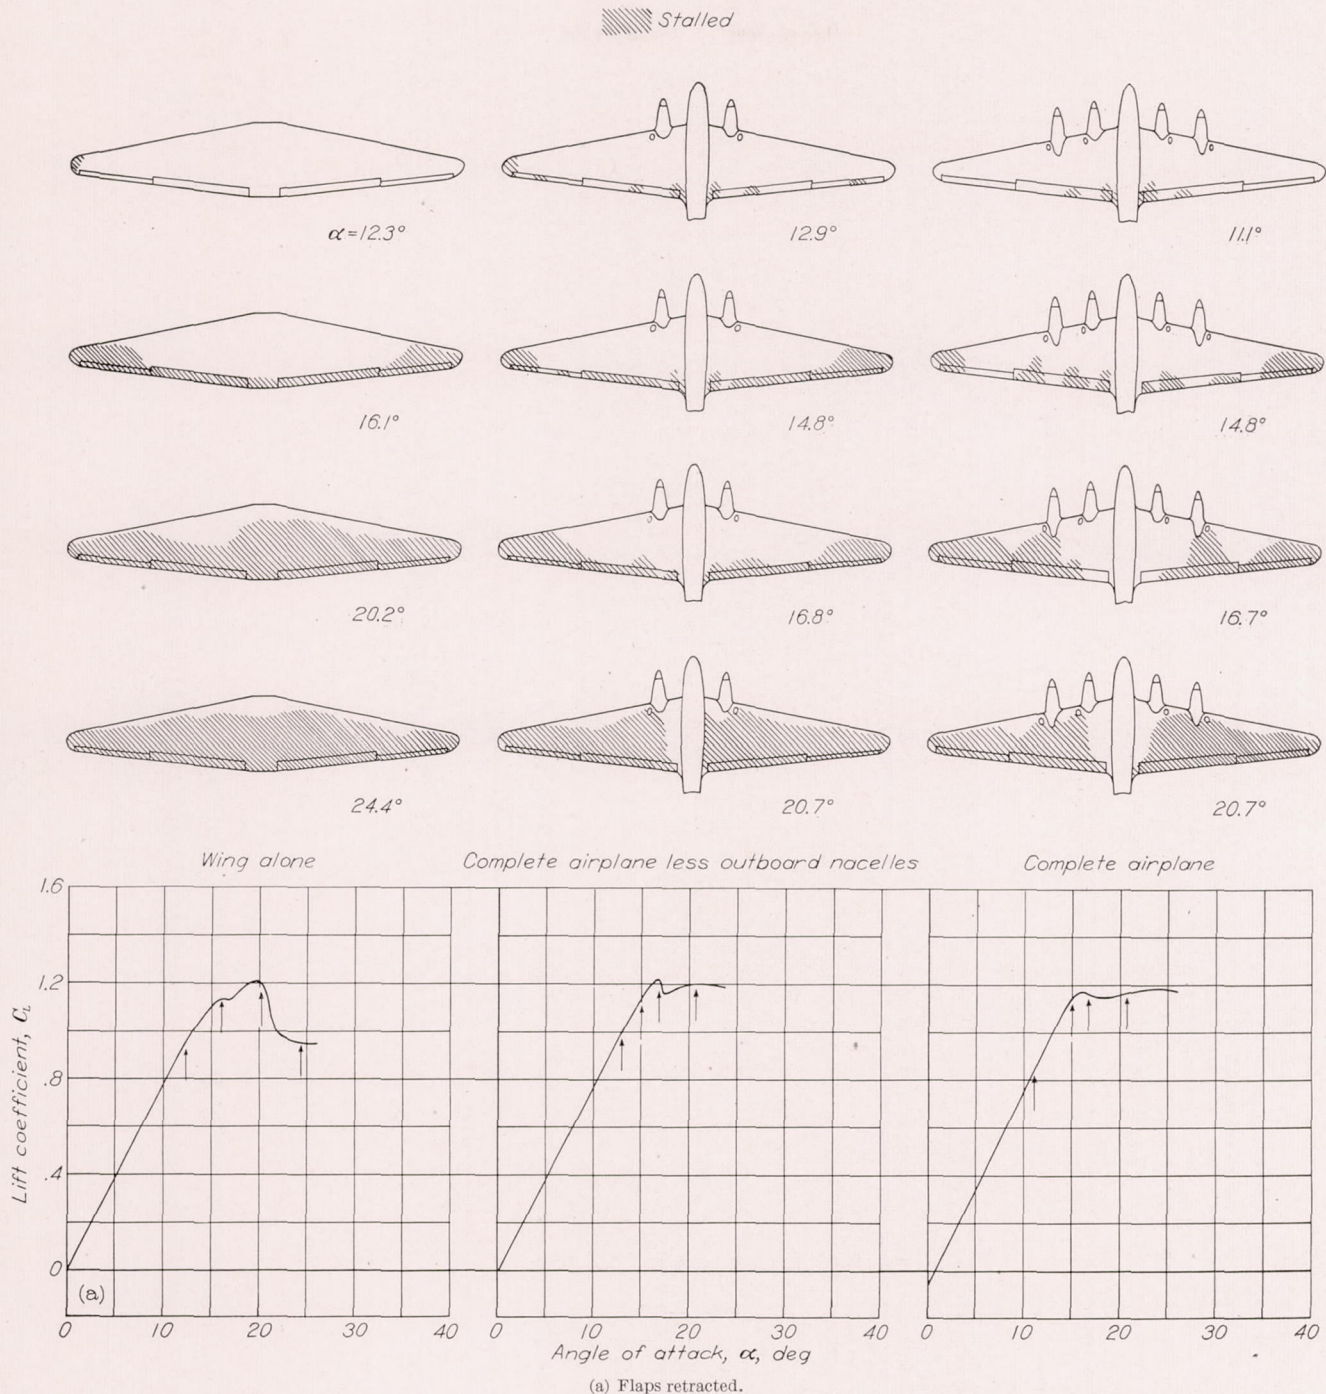 Stalled
α=12.3°
12.9°
11.1°
16.1°
14.8°
14.8°
20.2°
16.8°
16.7°
24.4°
20.7°
20.7°
Wing alone
Complete airplane less outboard nacelles
Complete airplane
1.6
1.2
.8
.4
0
Lift coefficient, C_L
(a)
0 10 20 30 40
0 10 20 30 40
0 10 20 30 40
Angle of attack, α, deg
(a) Flaps retracted.